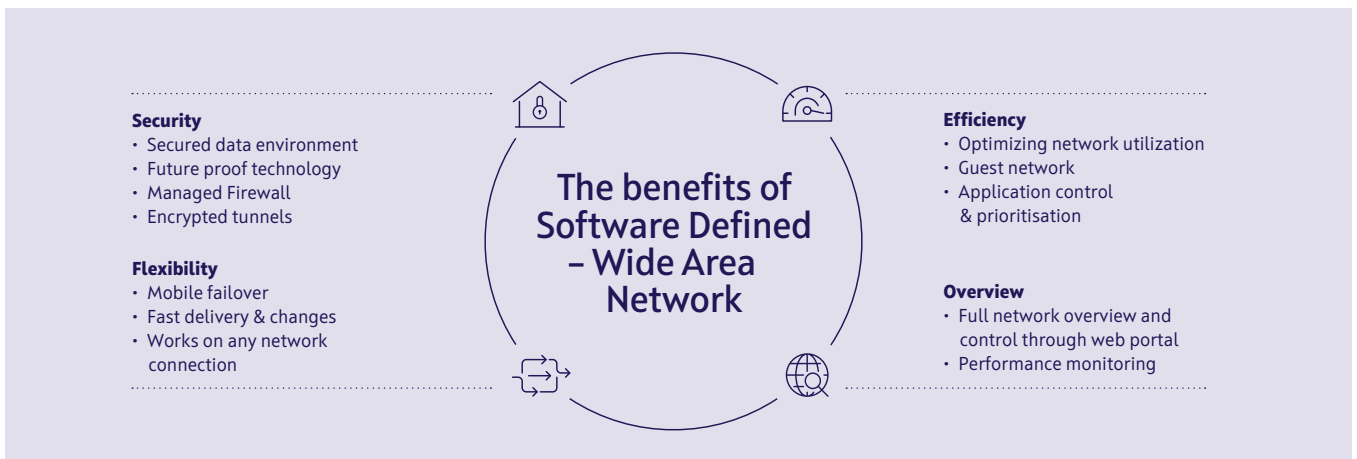 Security
• Secured data environment
• Future proof technology
• Managed Firewall
• Encrypted tunnels
Flexibility
• Mobile failover
• Fast delivery & changes
• Works on any network
connection
The benefits of
Software Defined
– Wide Area
Network
Efficiency
• Optimizing network utilization
• Guest network
• Application control
& prioritisation
Overview
• Full network overview and
control through web portal
• Performance monitoring